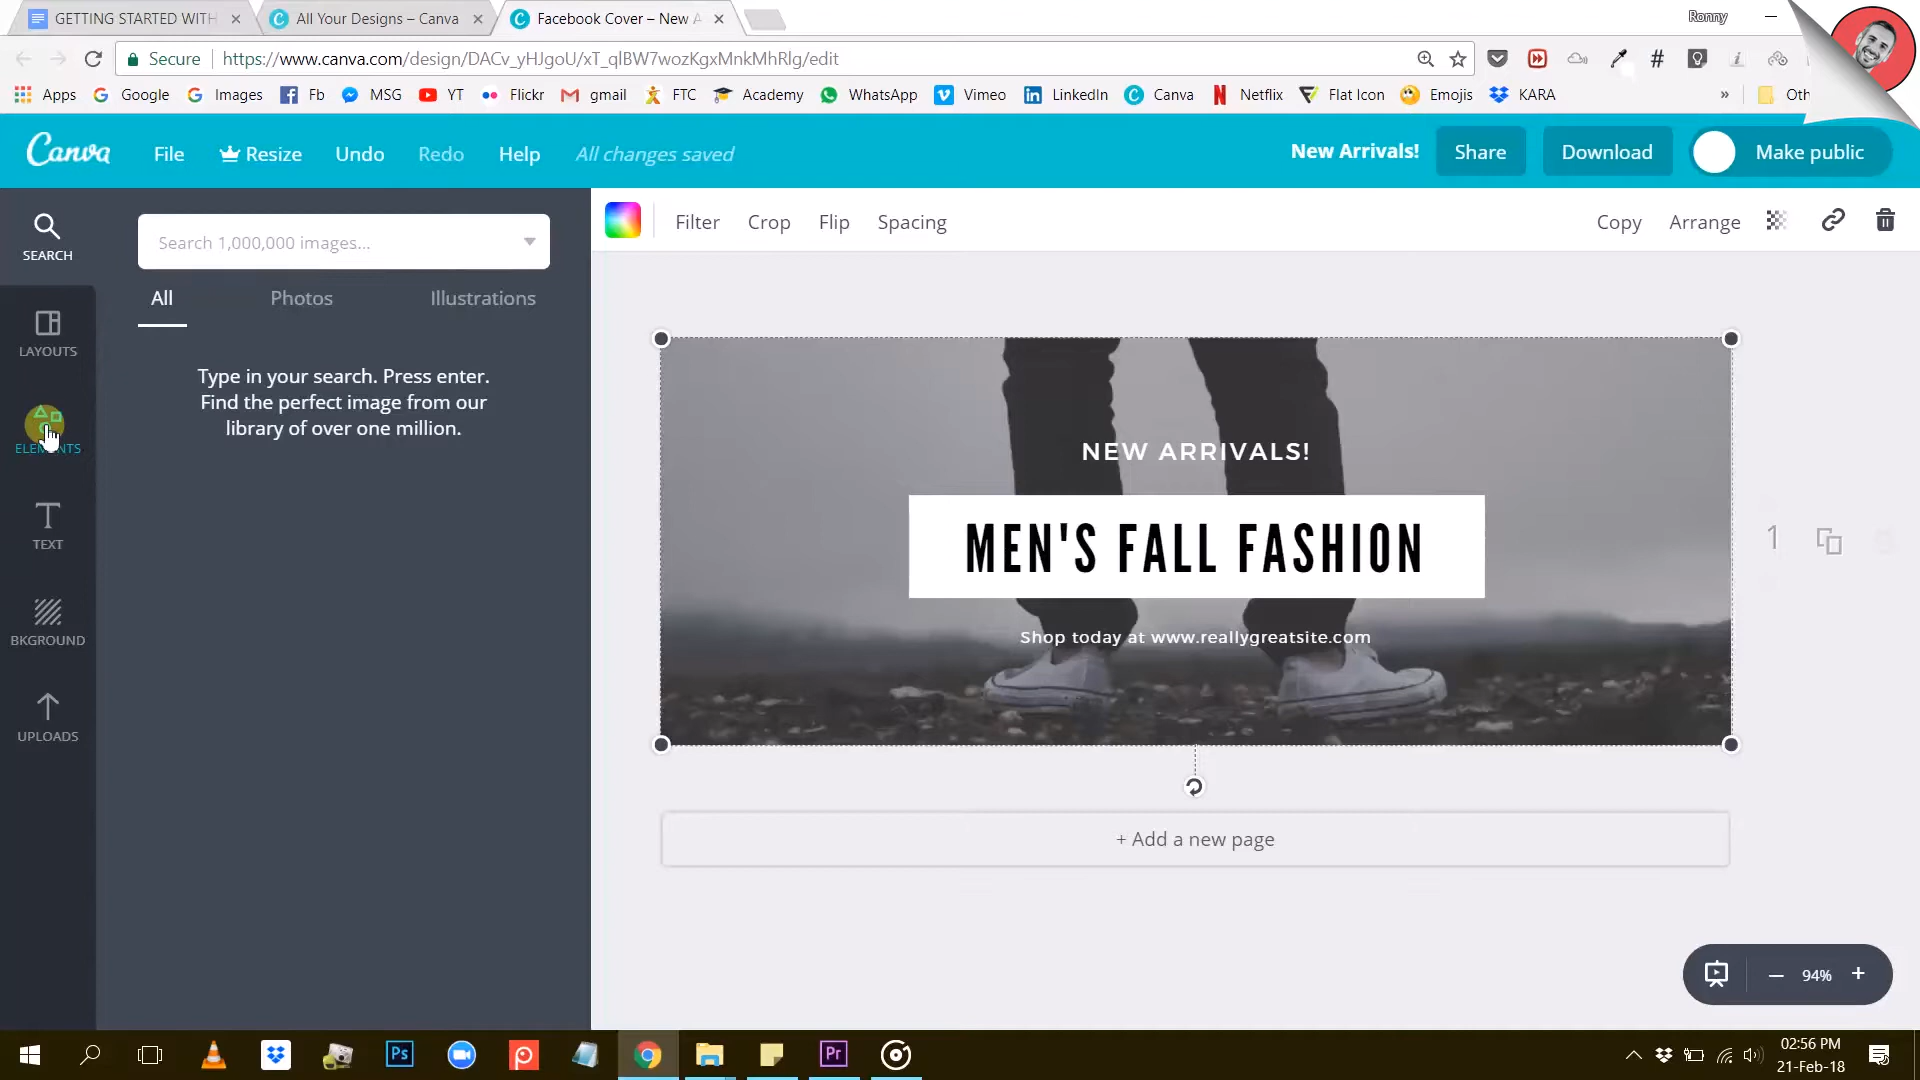 GETTING STARTED WITH
All Your Designs – Canva
Facebook Cover – New A
Ronny
Secure
https://www.canva.com/design/DACv_yHJgoU/xT_qlBW7wozKgxMnkMhRlg/edit
Apps
Google
Images
Fb
MSG
YT
Flickr
gmail
FTC
Academy
WhatsApp
Vimeo
LinkedIn
Canva
Netflix
Flat Icon
Emojis
KARA
»
Oth
Canva
File
Resize
Undo
Redo
Help
All changes saved
New Arrivals!
Share
Download
Make public
SEARCH
LAYOUTS
ELEMENTS
TEXT
BKGROUND
UPLOADS
Search 1,000,000 images...
All
Photos
Illustrations
Type in your search. Press enter.
Find the perfect image from our
library of over one million.
Filter
Crop
Flip
Spacing
Copy
Arrange
NEW ARRIVALS!
MEN'S FALL FASHION
Shop today at www.reallygreatsite.com
1
+ Add a new page
94%
Ps
Pr
02:56 PM
21-Feb-18